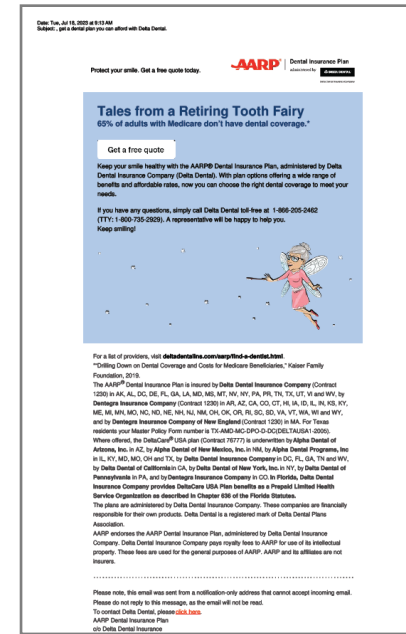 Date: Tue, Jul 18, 2023 at 9:13 AM
Subject: , get a dental plan you can afford with Delta Dental.
Protect your smile. Get a free quote today.
AARP® Dental Insurance Plan
administered by DELTA DENTAL
Tales from a Retiring Tooth Fairy
65% of adults with Medicare don't have dental coverage.*
Get a free quote
Keep your smile healthy with the AARP® Dental Insurance Plan, administered by Delta
Dental Insurance Company (Delta Dental). With plan options offering a wide range of
benefits and affordable rates, now you can choose the right dental coverage to meet your
needs.
If you have any questions, simply call Delta Dental toll-free at 1-866-205-2462
(TTY: 1-800-735-2929). A representative will be happy to help you.
Keep smiling!
For a list of providers, visit deltadentalins.com/aarp/find-a-dentist.html.
*"Drilling Down on Dental Coverage and Costs for Medicare Beneficiaries," Kaiser Family
Foundation, 2019.
The AARP® Dental Insurance Plan is insured by Delta Dental Insurance Company (Contract
1230) in AK, AL, DC, DE, FL, GA, LA, MD, MS, MT, NV, NY, PA, PR, TN, TX, UT, VI and WV, by
Dentegra Insurance Company (Contract 1230) in AR, AZ, CA, CO, CT, HI, IA, ID, IL, IN, KS, KY,
ME, MI, MN, MO, NC, ND, NE, NH, NJ, NM, OH, OK, OR, RI, SC, SD, VA, VT, WA, WI and WY,
and by Dentegra Insurance Company of New England (Contract 1230) in MA. For Texas
residents your Master Policy Form number is TX-AMD-MC-DPO-D-DC(DELTAUSA1-2005).
Where offered, the DeltaCare® USA plan (Contract 76777) is underwritten by Alpha Dental of
Arizona, Inc. in AZ, by Alpha Dental of New Mexico, Inc. in NM, by Alpha Dental Programs, Inc
in IL, KY, MD, MO, OH and TX, by Delta Dental Insurance Company in DC, FL, GA, TN and WV,
by Delta Dental of California in CA, by Delta Dental of New York, Inc. in NY, by Delta Dental of
Pennsylvania in PA, and by Dentegra Insurance Company in CO. In Florida, Delta Dental
Insurance Company provides DeltaCare USA Plan benefits as a Prepaid Limited Health
Service Organization as described in Chapter 636 of the Florida Statutes.
The plans are administered by Delta Dental Insurance Company. These companies are financially
responsible for their own products. Delta Dental is a registered mark of Delta Dental Plans
Association.
AARP endorses the AARP Dental Insurance Plan, administered by Delta Dental Insurance
Company. Delta Dental Insurance Company pays royalty fees to AARP for use of its intellectual
property. These fees are used for the general purposes of AARP. AARP and its affiliates are not
insurers.
Please note, this email was sent from a notification-only address that cannot accept incoming email.
Please do not reply to this message, as the email will not be read.
To contact Delta Dental, please click here.
AARP Dental Insurance Plan
c/o Delta Dental Insurance